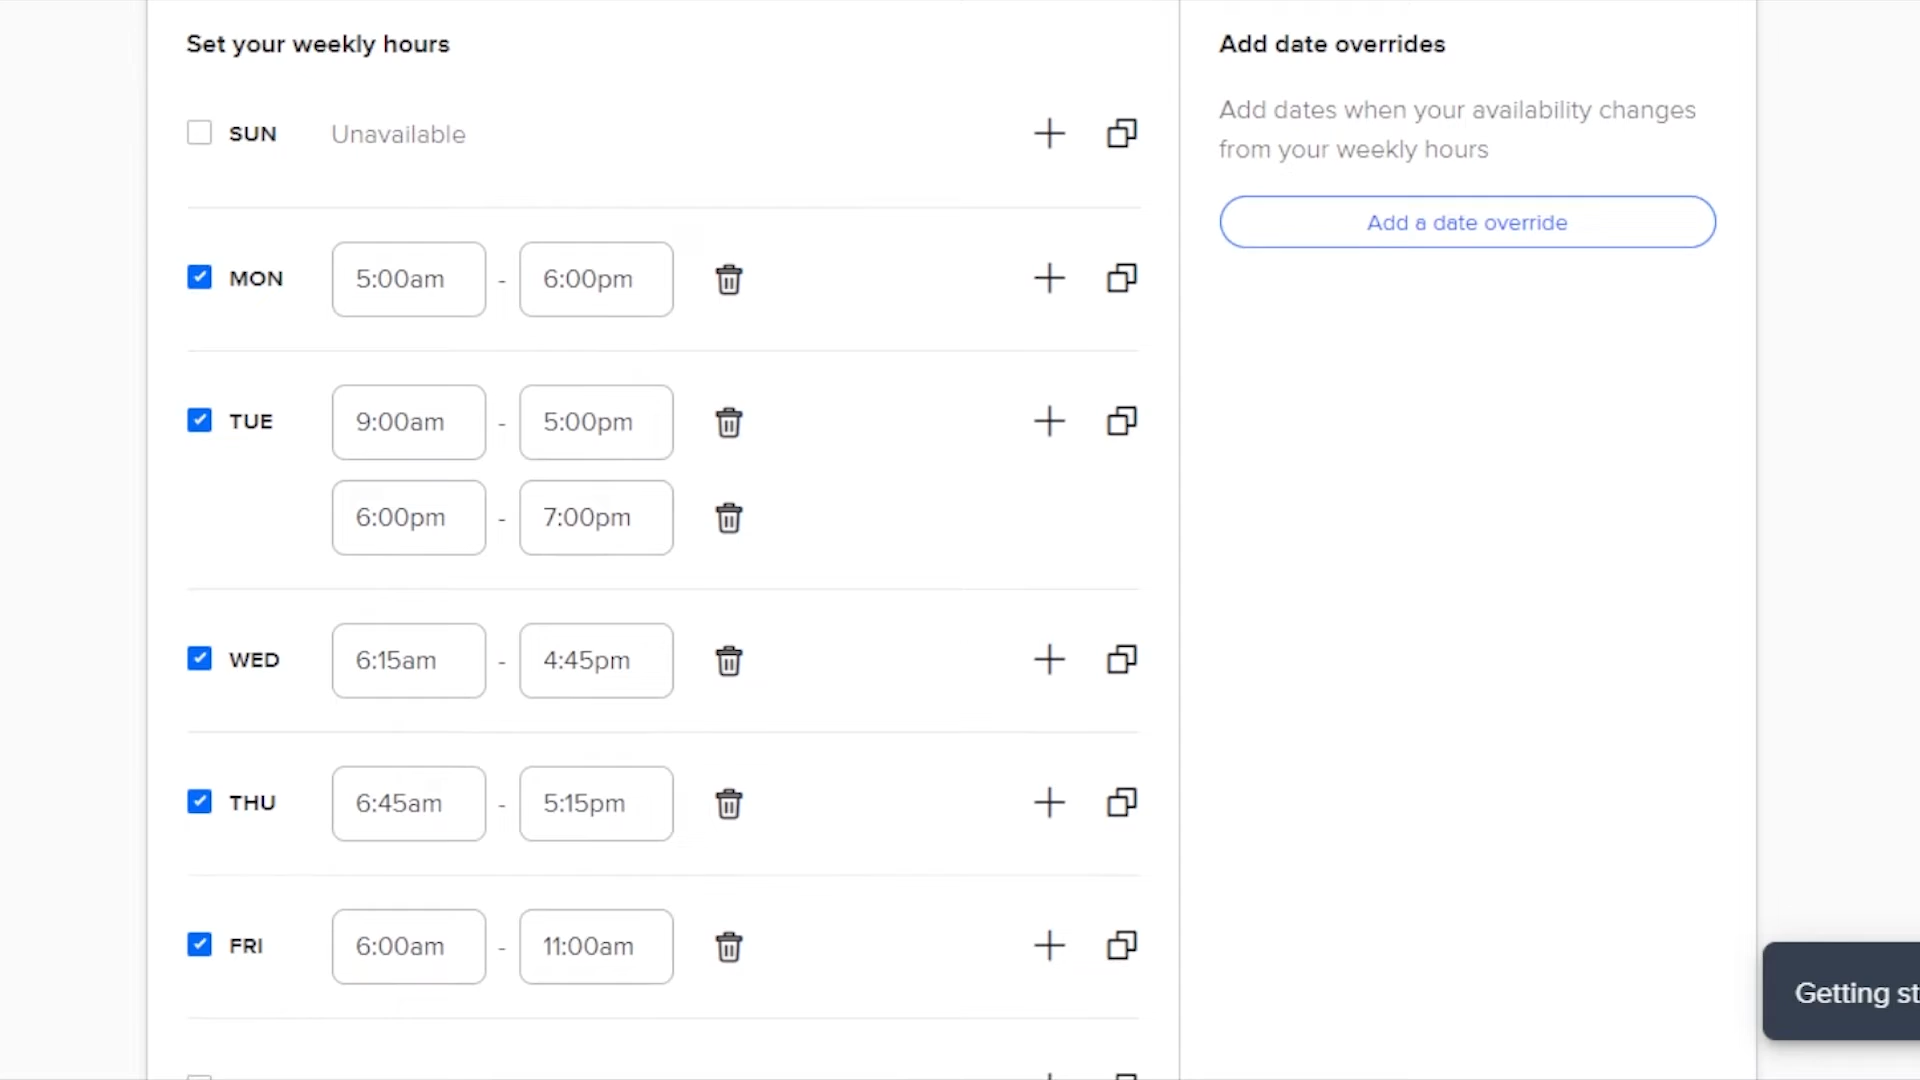 Set your weekly hours
SUN Unavailable
MON 5:00am - 6:00pm
TUE 9:00am - 5:00pm
6:00pm - 7:00pm
WED 6:15am - 4:45pm
THU 6:45am - 5:15pm
FRI 6:00am - 11:00am
Add date overrides
Add dates when your availability changes
from your weekly hours
Add a date override
Getting st